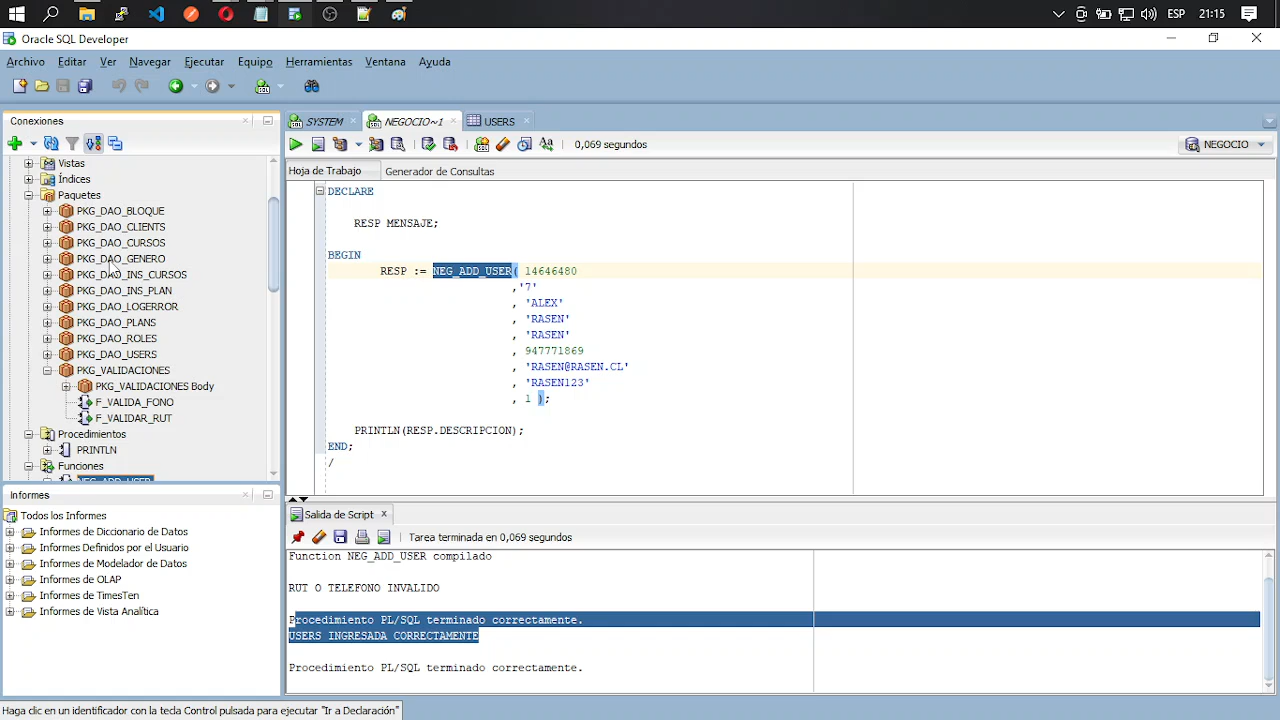 ESP
21:15
Oracle SQL Developer
Archivo Editar Ver Navegar Ejecutar Equipo Herramientas Ventana Ayuda
Conexiones
Vistas
Índices
Paquetes
PKG_DAO_BLOQUE
PKG_DAO_CLIENTS
PKG_DAO_CURSOS
PKG_DAO_GENERO
PKG_DAO_INS_CURSOS
PKG_DAO_INS_PLAN
PKG_DAO_LOGERROR
PKG_DAO_PLANS
PKG_DAO_ROLES
PKG_DAO_USERS
PKG_VALIDACIONES
PKG_VALIDACIONES Body
F_VALIDA_FONO
F_VALIDAR_RUT
Procedimientos
PRINTLN
Funciones
NEG_ADD_USER
Informes
Todos los Informes
Informes de Diccionario de Datos
Informes Definidos por el Usuario
Informes de Modelador de Datos
Informes de OLAP
Informes de TimesTen
Informes de Vista Analítica
SYSTEM
NEGOCIO~1
USERS
0,069 segundos
NEGOCIO
Hoja de Trabajo
Generador de Consultas
DECLARE
RESP MENSAJE;
BEGIN
RESP := NEG_ADD_USER( 14646480
,'7'
, 'ALEX'
, 'RASEN'
, 'RASEN'
, 947771869
, 'RASEN@RASEN.CL'
, 'RASEN123'
, 1 );
PRINTLN(RESP.DESCRIPCION);
END;
/
Salida de Script
Tarea terminada en 0,069 segundos
Function NEG_ADD_USER compilado
RUT O TELEFONO INVALIDO
Procedimiento PL/SQL terminado correctamente.
USERS INGRESADA CORRECTAMENTE
Procedimiento PL/SQL terminado correctamente.
Haga clic en un identificador con la tecla Control pulsada para ejecutar "Ir a Declaración"